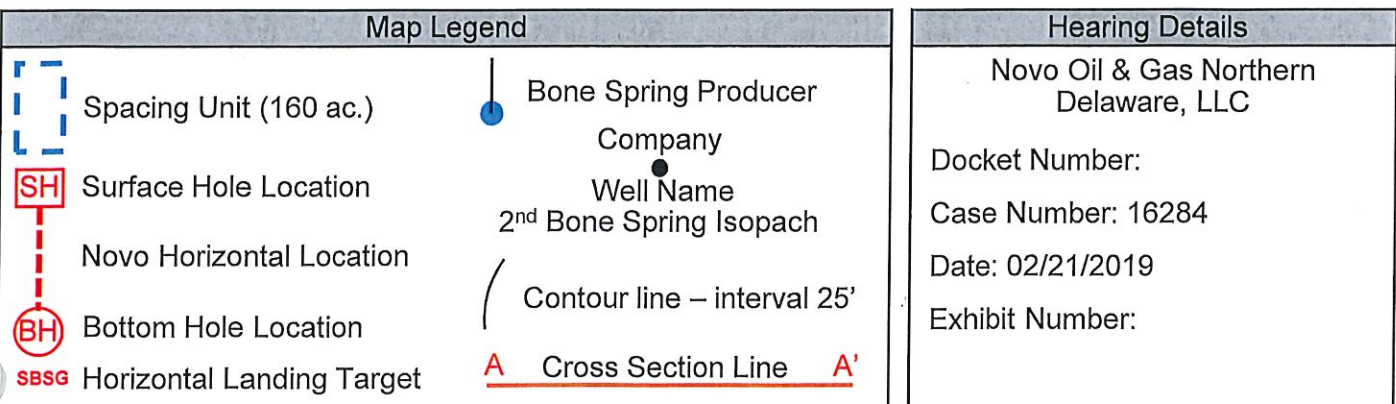 Map Legend
Spacing Unit (160 ac.)
SH Surface Hole Location
Novo Horizontal Location
BH Bottom Hole Location
SBSG Horizontal Landing Target
Bone Spring Producer
Company
Well Name
2nd Bone Spring Isopach
Contour line – interval 25'
A Cross Section Line A'
Hearing Details
Novo Oil & Gas Northern
Delaware, LLC
Docket Number:
Case Number: 16284
Date: 02/21/2019
Exhibit Number: